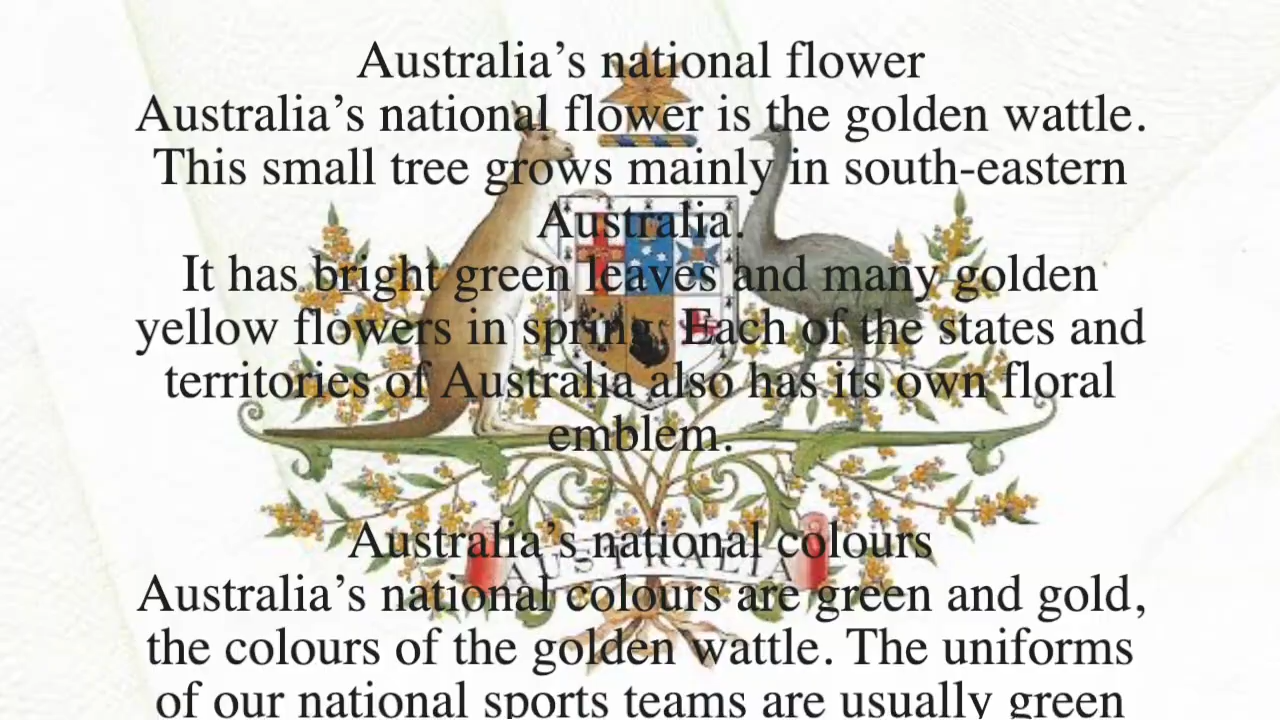 Australia’s national flower
Australia’s national flower is the golden wattle.
This small tree grows mainly in south-eastern
Australia.
It has bright green leaves and many golden
yellow flowers in spring. Each of the states and
territories of Australia also has its own floral
emblem.
Australia’s national colours
AUSTRALIA
Australia’s national colours are green and gold,
the colours of the golden wattle. The uniforms
of our national sports teams are usually green